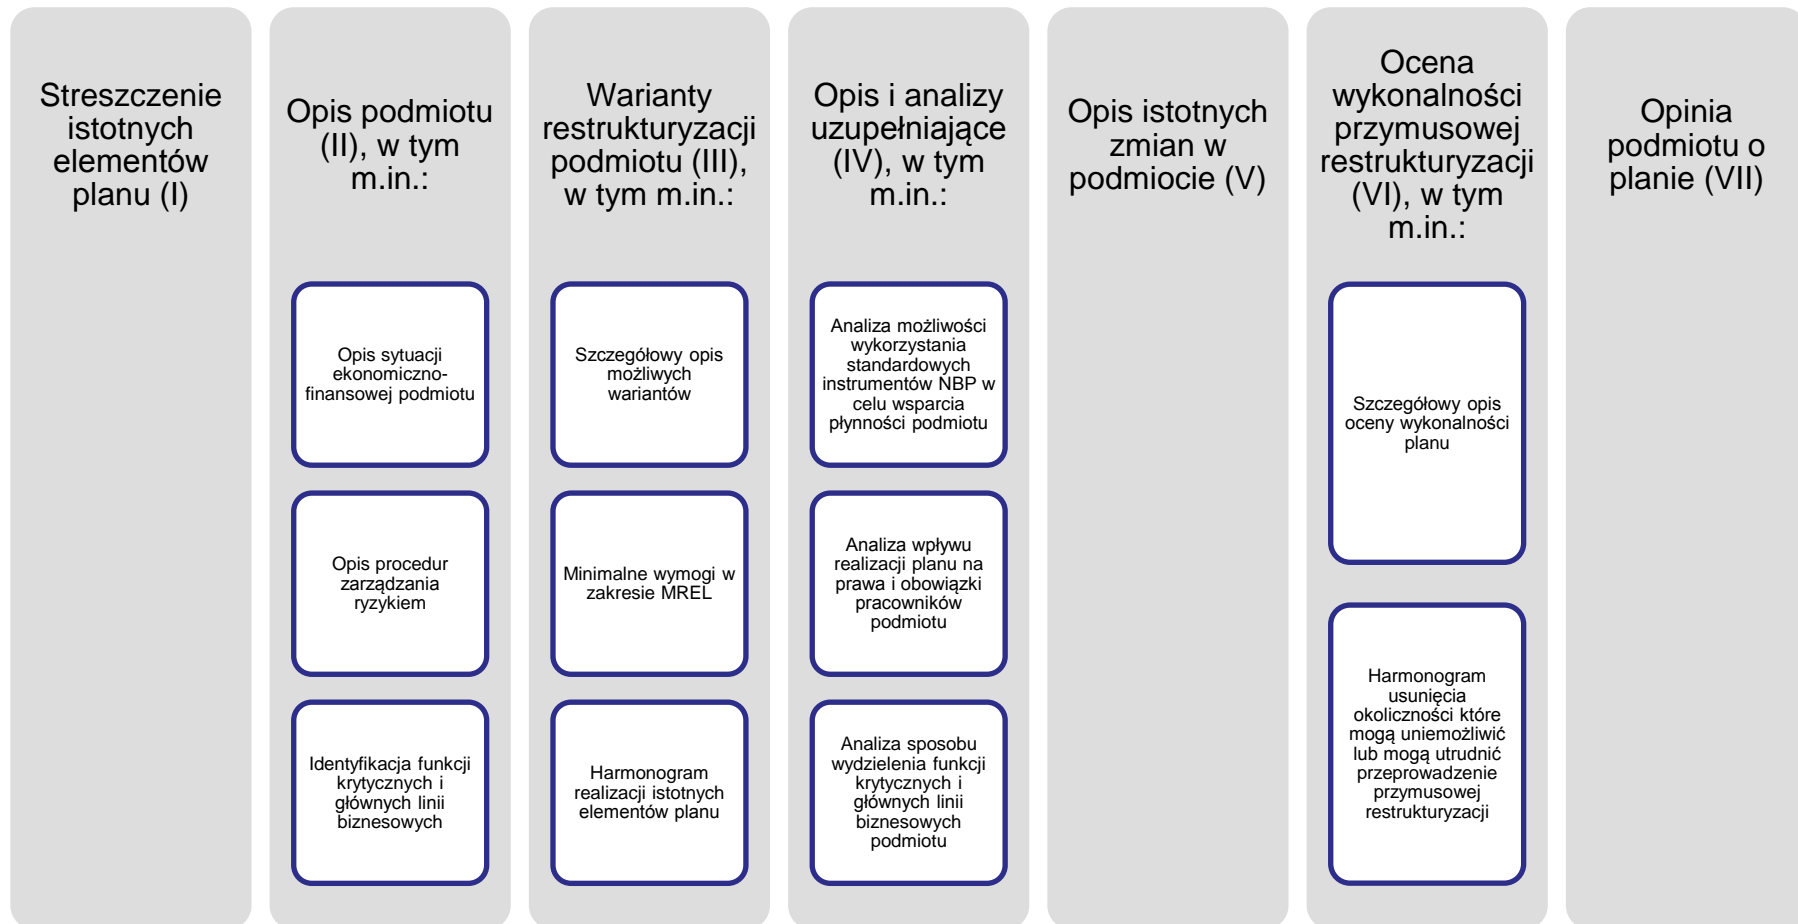 Streszczenie
istotnych
elementów
planu (I)
Opis podmiotu
(II), w tym
m.in.:
Opis sytuacji
ekonomiczno-
finansowej podmiotu
Opis procedur
zarządzania
ryzykiem
Identyfikacja funkcji
krytycznych i
głównych linii
biznesowych
Warianty
restrukturyzacji
podmiotu (III),
w tym m.in.:
Szczegółowy opis
możliwych
wariantów
Minimalne wymogi w
zakresie MREL
Harmonogram
realizacji istotnych
elementów planu
Opis i analizy
uzupełniające
(IV), w tym
m.in.:
Analiza możliwości
wykorzystania
standardowych
instrumentów NBP w
celu wsparcia
płynności podmiotu
Analiza wpływu
realizacji planu na
prawa i obowiązki
pracowników
podmiotu
Analiza sposobu
wydzielenia funkcji
krytycznych i
głównych linii
biznesowych
podmiotu
Opis istotnych
zmian w
podmiocie (V)
Ocena
wykonalności
przymusowej
restrukturyzacji
(VI), w tym
m.in.:
Szczegółowy opis
oceny wykonalności
planu
Harmonogram
usunięcia
okoliczności które
mogą uniemożliwić
lub mogą utrudnić
przeprowadzenie
przymusowej
restrukturyzacji
Opinia
podmiotu o
planie (VII)